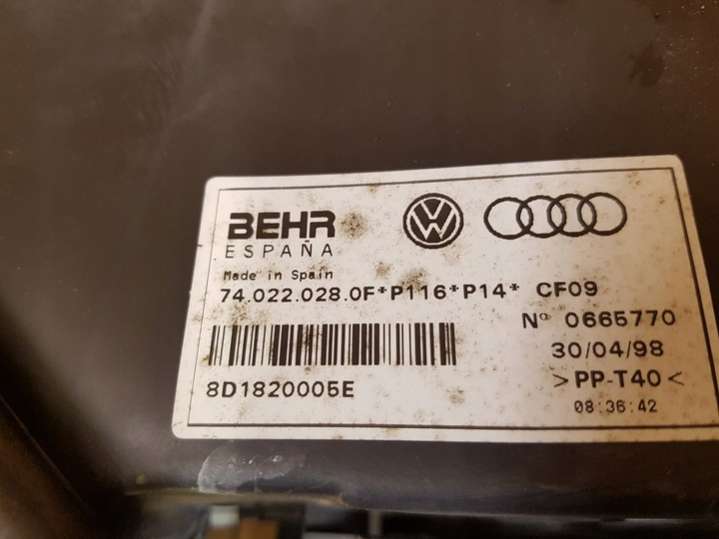 BEHR
ESPAÑA
Made in Spain
74.022.028.0F*P116*P14* CF09
Nº 0665770
30/04/98
8D1820005E
>PP-T40<
08:36:42